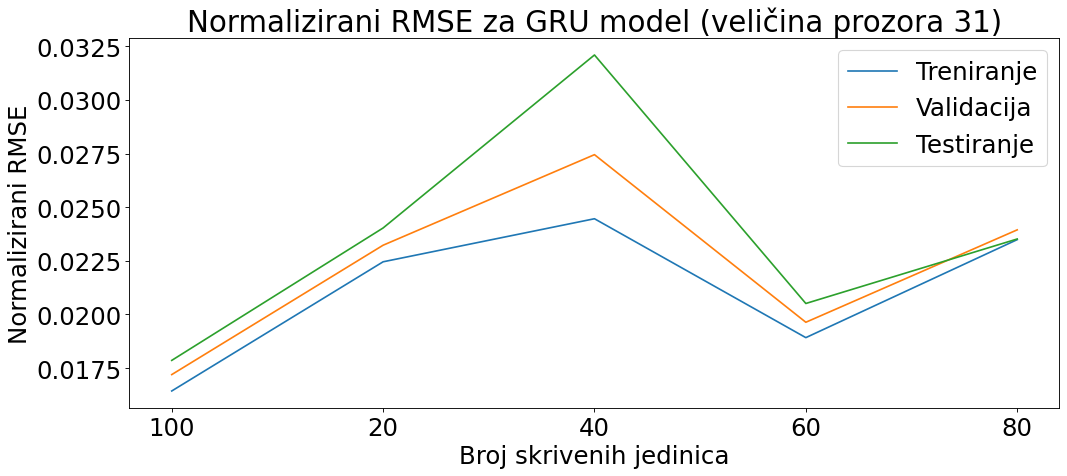 Normalizirani RMSE za GRU model (veličina prozora 31)
Normalizirani RMSE
0.0325
0.0300
0.0275
0.0250
0.0225
0.0200
0.0175
Treniranje
Validacija
Testiranje
100 20 40 60 80
Broj skrivenih jedinica